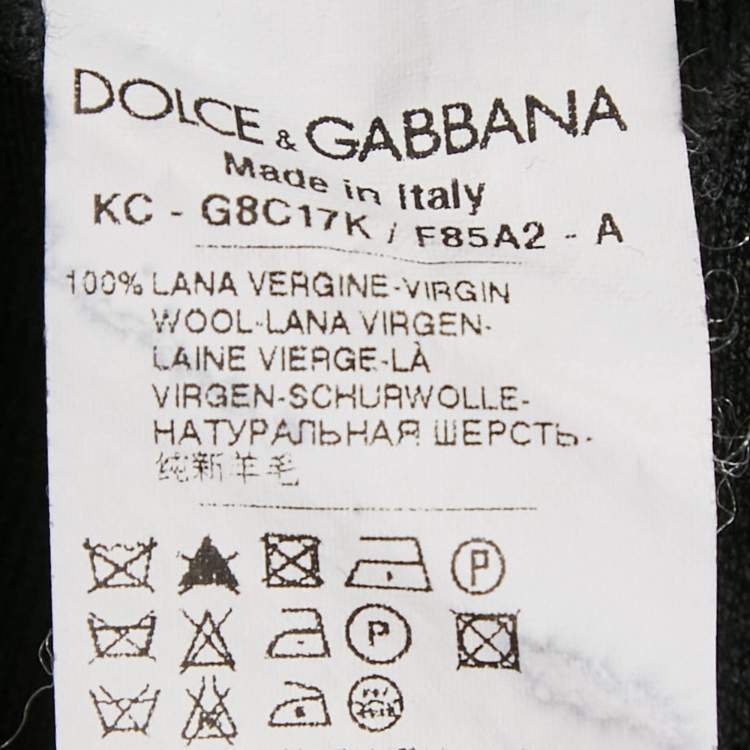 DOLCE & GABBANA
Made in Italy
KC - G8C17K / F85A2 - A
100% LANA VERGINE-VIRGIN
WOOL-LANA VIRGEN-
LAINE VIERGE-LÀ
VIRGEN-SCHURWOLLE-
НАТУРАЛЬНАЯ ШЕРСТЬ-
纯新羊毛
P
P